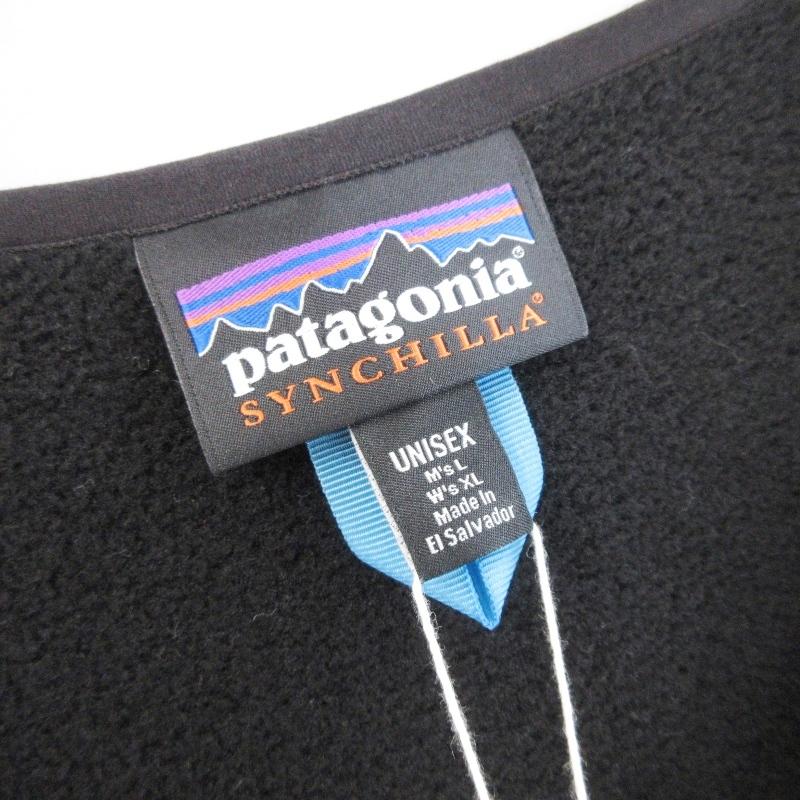 patagonia®
SYNCHILLA®
UNISEX
M's L
W's XL
Made In
El Salvador